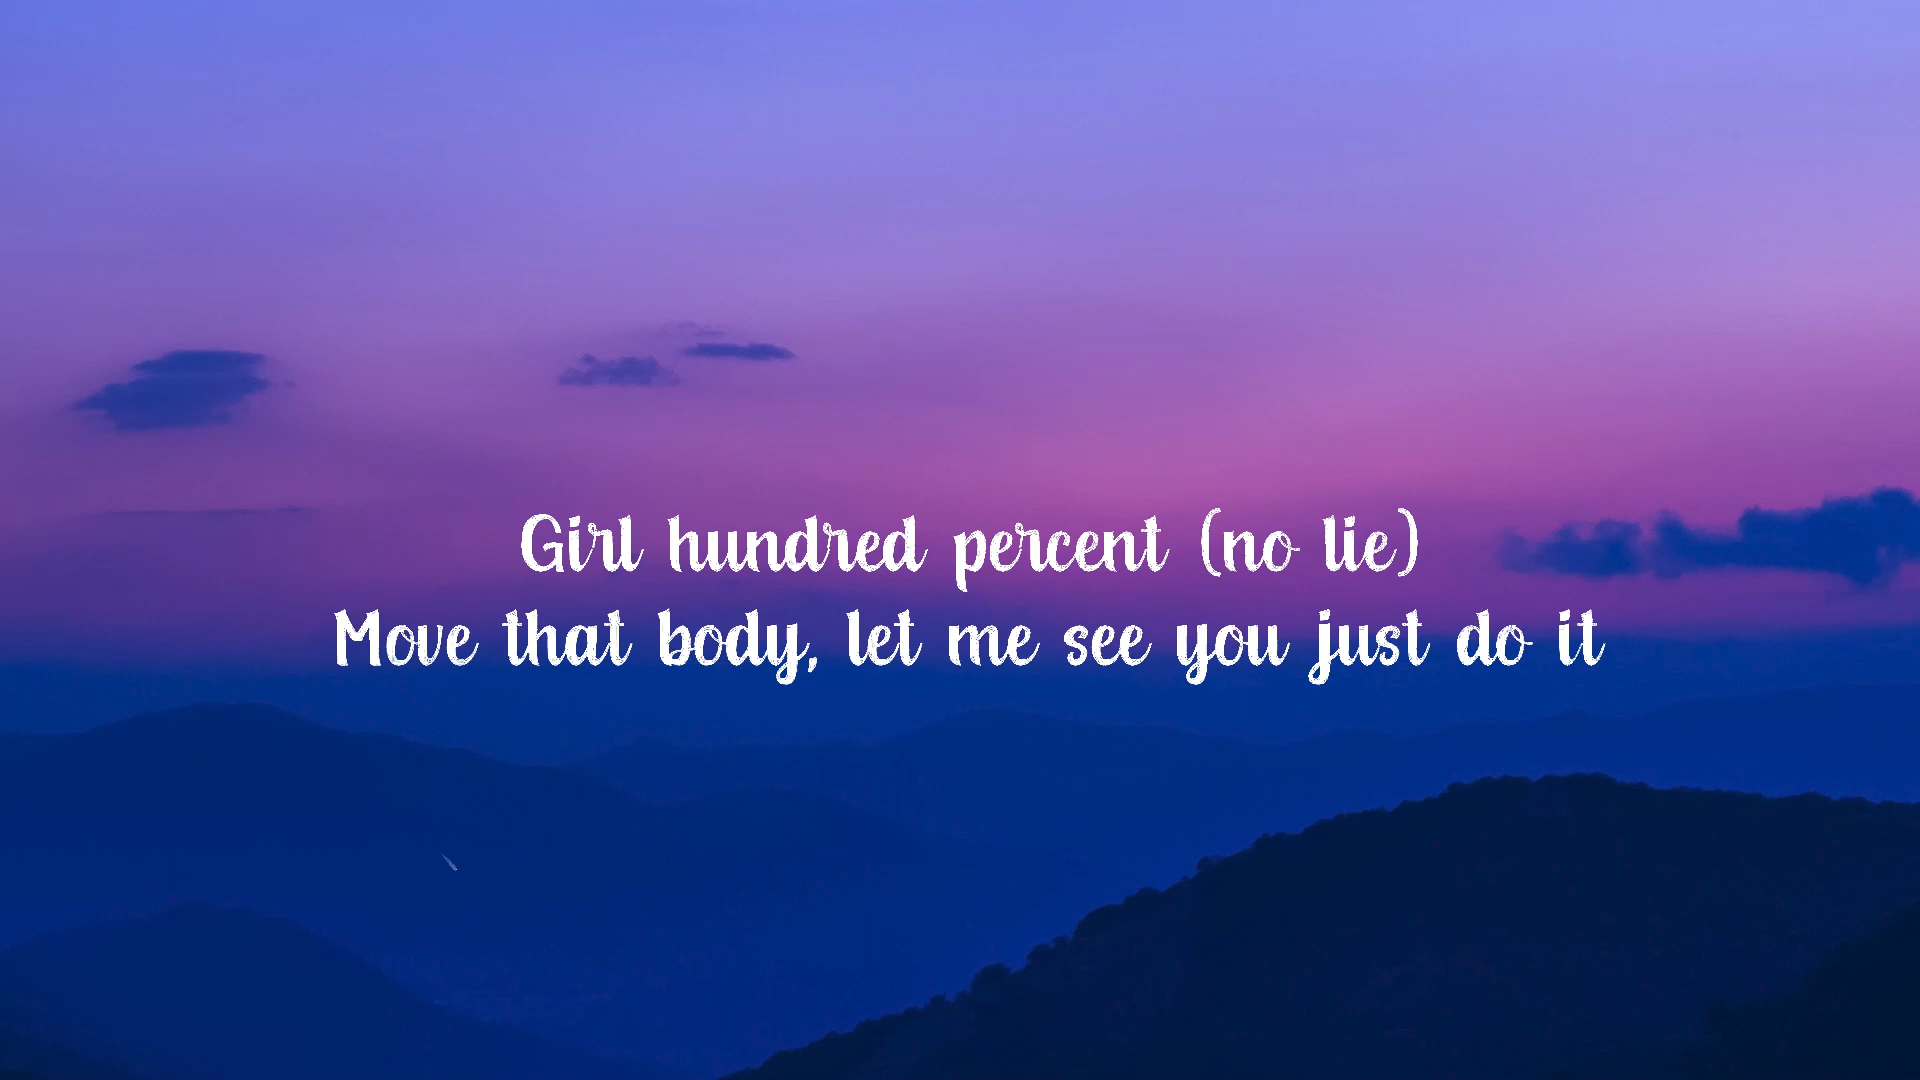 Girl hundred percent (no lie)
Move that body, let me see you just do it